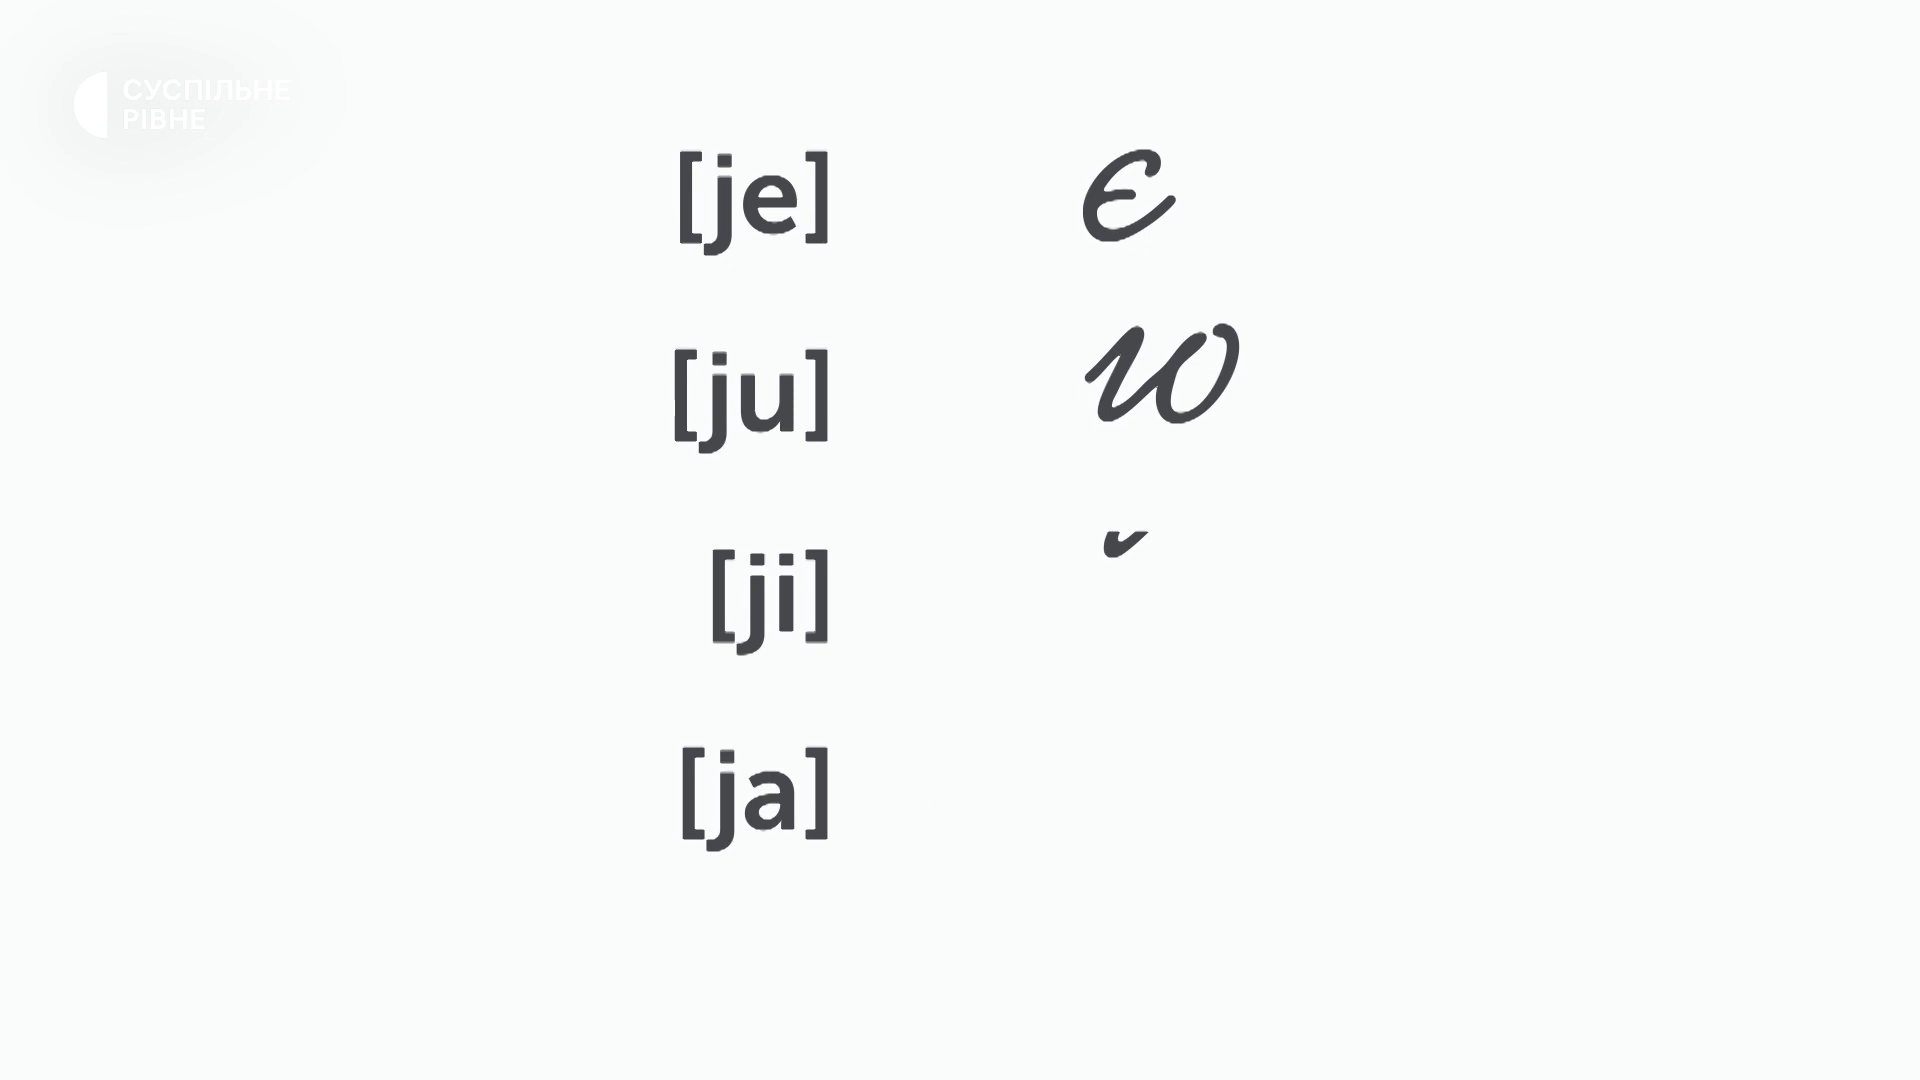 СУСПІЛЬНЕ
РІВНЕ
[je] є
[ju] ю
[ji]
[ja]